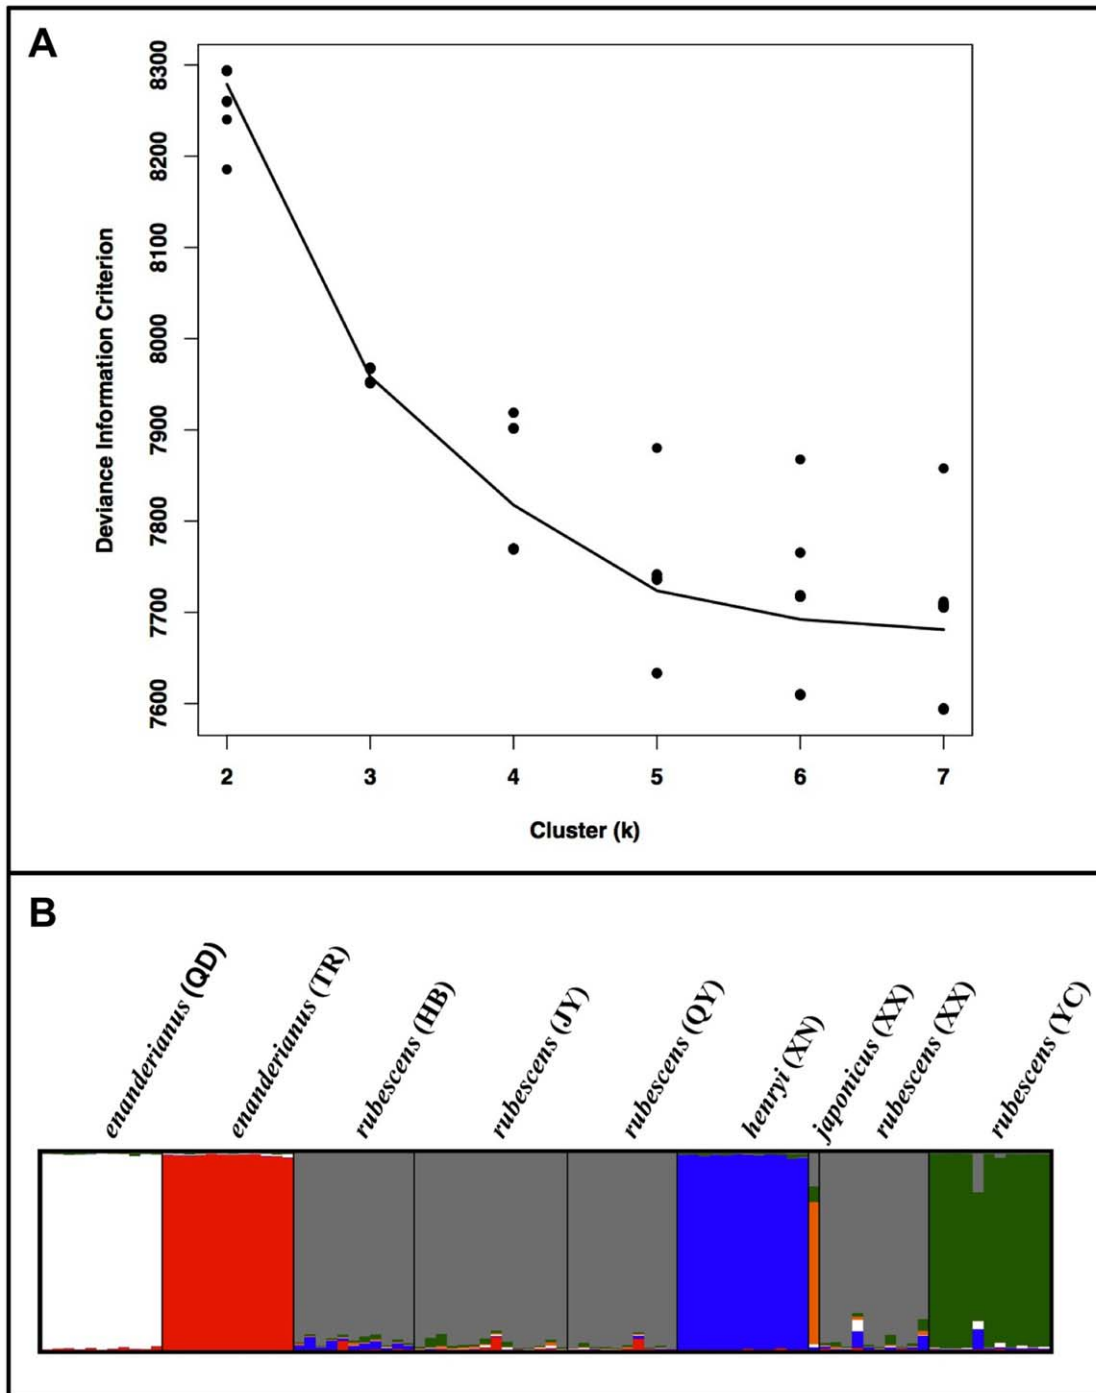 A
8300
8200
8100
8000
7900
7800
7700
7600
Deviance Information Criterion
2 3 4 5 6 7
Cluster (k)
B
enanderianus (QD)
enanderianus (TR)
rubescens (HB)
rubescens (JY)
rubescens (QY)
henryi (XN)
japonicus (XX)
rubescens (XX)
rubescens (YC)